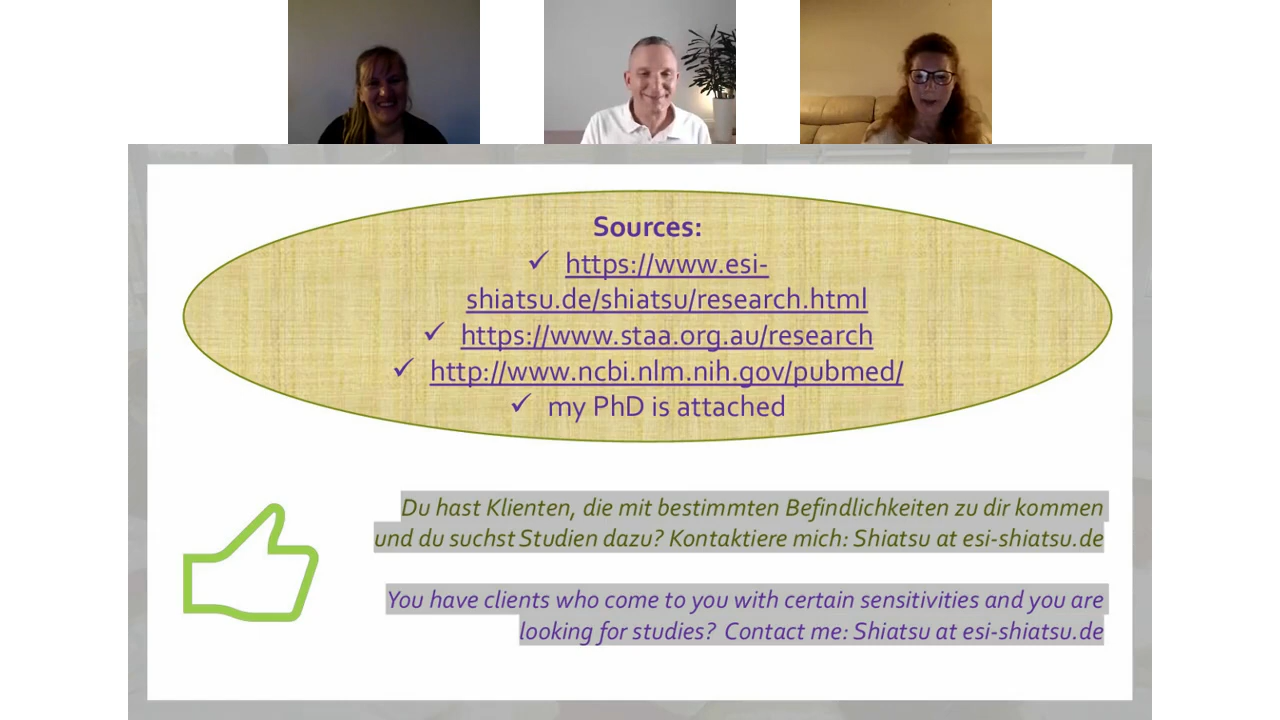 Sources:
✓ https://www.esi-
shiatsu.de/shiatsu/research.html
✓ https://www.staa.org.au/research
✓ http://www.ncbi.nlm.nih.gov/pubmed/
✓ my PhD is attached
Du hast Klienten, die mit bestimmten Befindlichkeiten zu dir kommen
und du suchst Studien dazu? Kontaktiere mich: Shiatsu at esi-shiatsu.de
You have clients who come to you with certain sensitivities and you are
looking for studies? Contact me: Shiatsu at esi-shiatsu.de